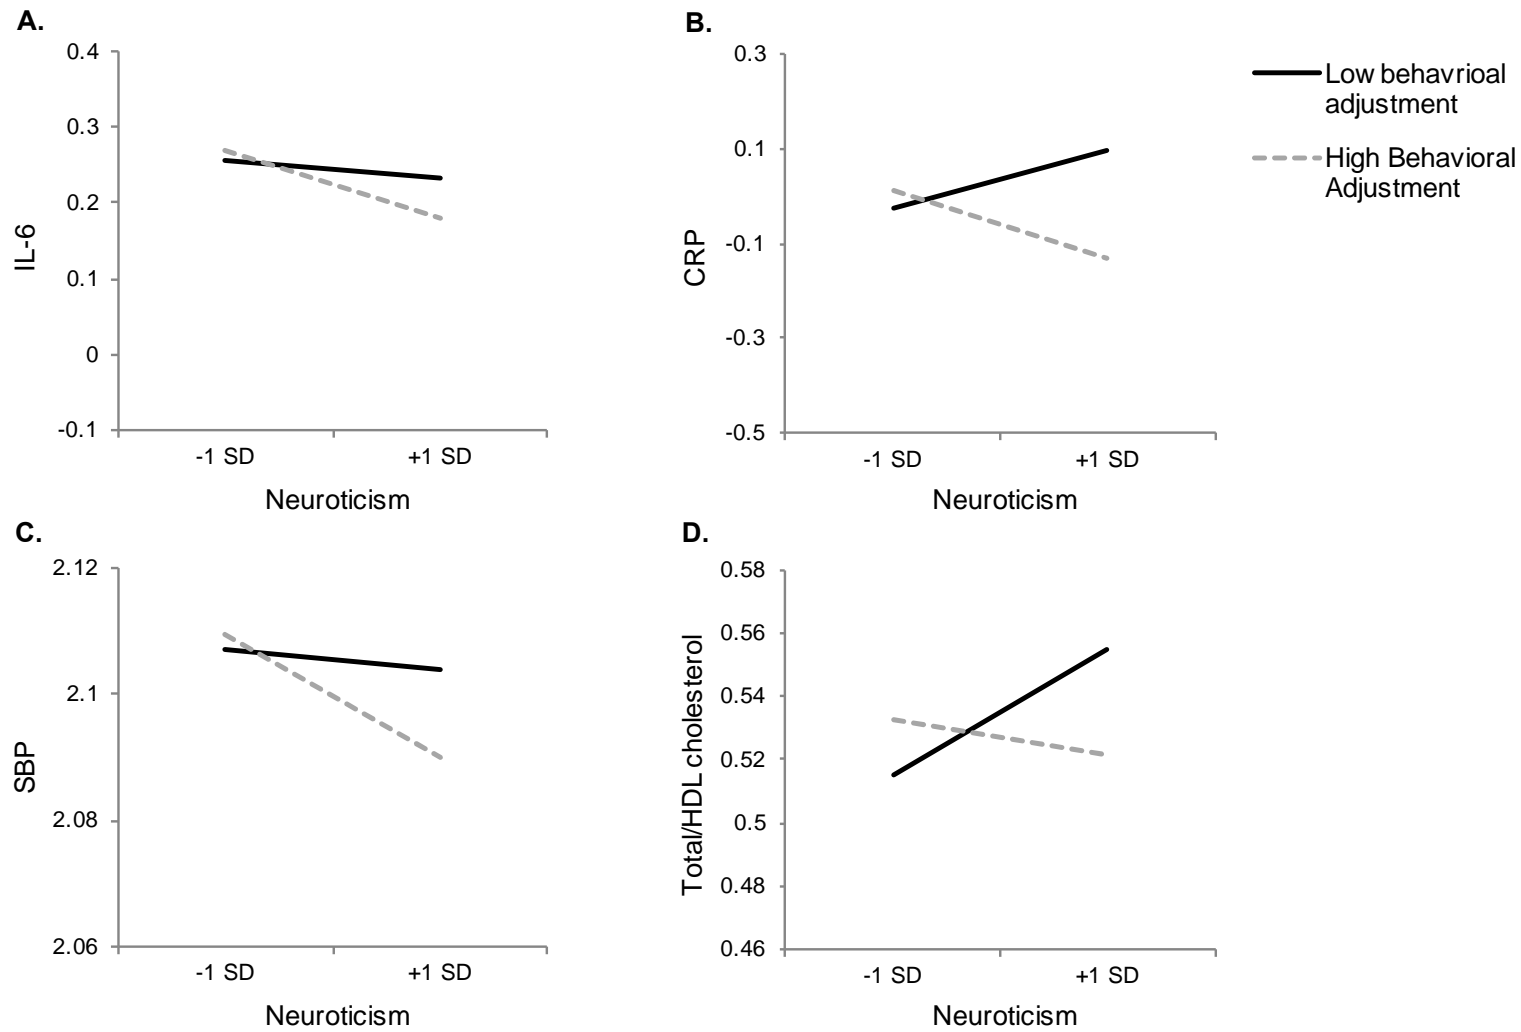 A.
0.4
0.3
0.2
0.1
0
-0.1
IL-6
-1 SD
+1 SD
Neuroticism
B.
0.3
0.1
-0.1
-0.3
-0.5
CRP
-1 SD
+1 SD
Neuroticism
Low behavrioal
adjustment
High Behavioral
Adjustment
C.
2.12
2.1
2.08
2.06
SBP
-1 SD
+1 SD
Neuroticism
D.
0.58
0.56
0.54
0.52
0.5
0.48
0.46
Total/HDL cholesterol
-1 SD
+1 SD
Neuroticism